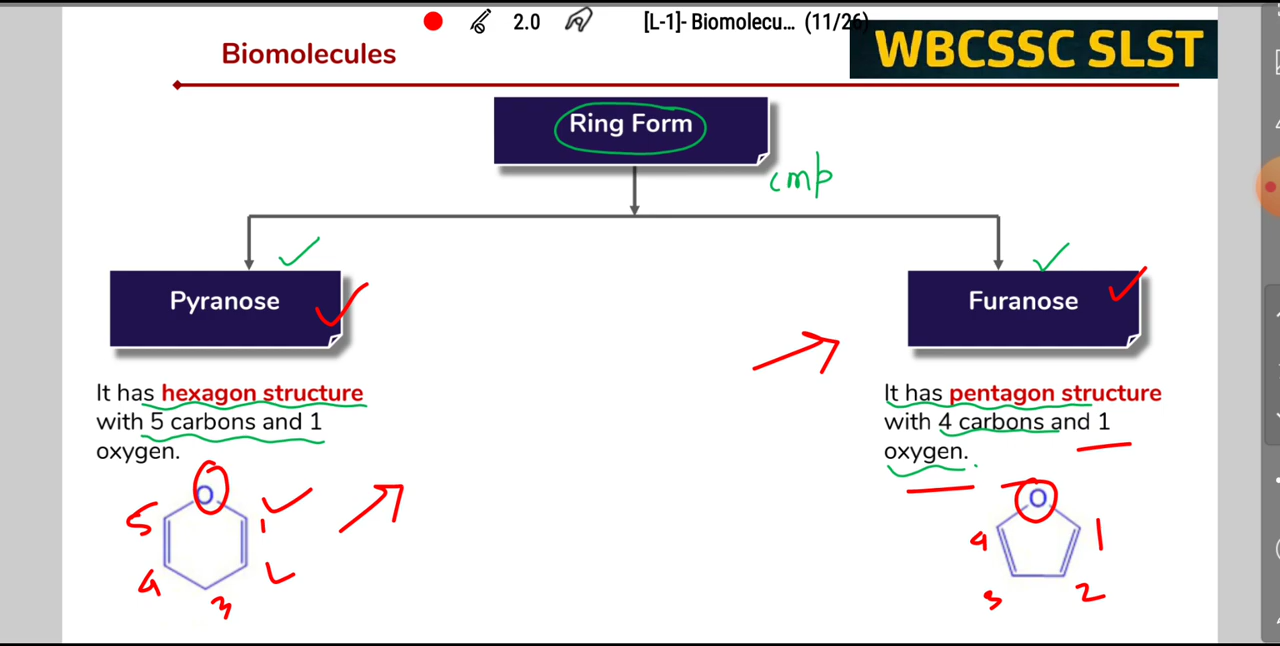 2.0 [L-1]- Biomolecu... (11/26)
WBCSSC SLST
Biomolecules
Ring Form
cmp
Pyranose
Furanose
It has hexagon structure
with 5 carbons and 1
oxygen.
It has pentagon structure
with 4 carbons and 1
oxygen.
O
5
1
4
3
O
4
1
3
2